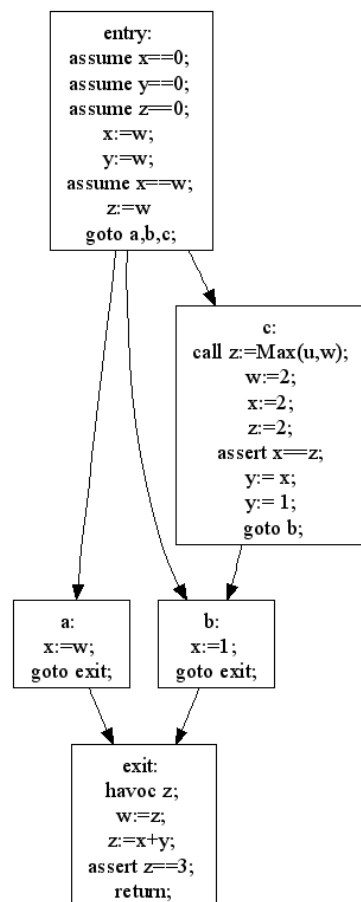 entry:
assume x==0;
assume y==0;
assume z==0;
x:=w;
y:=w;
assume x==w;
z:=w
goto a,b,c;
c:
call z:=Max(u,w);
w:=2;
x:=2;
z:=2;
assert x==z;
y:= x;
y:= 1;
goto b;
a:
x:=w;
goto exit;
b:
x:=1;
goto exit;
exit:
havoc z;
w:=z;
z:=x+y;
assert z==3;
return;